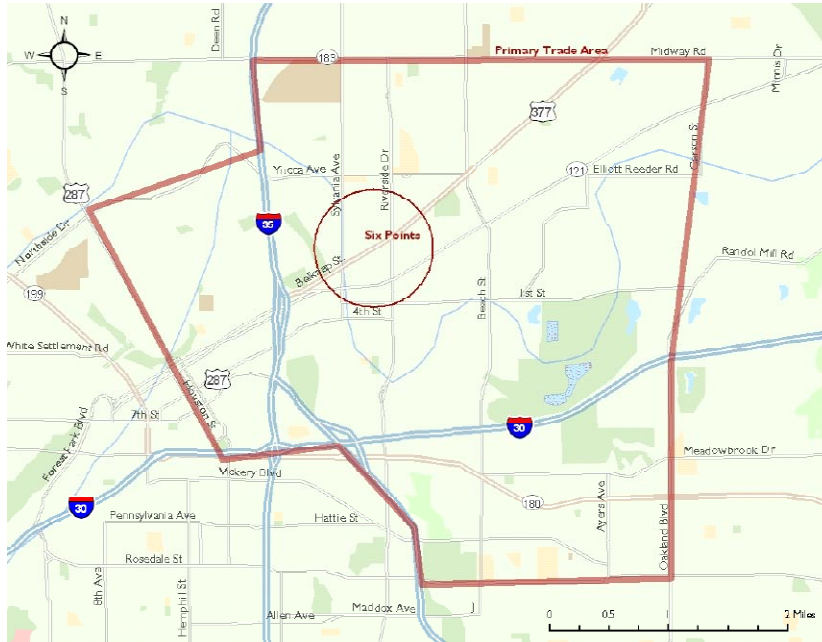 N
Deen Rd
W
E
S
183
Primary Trade Area
Midway Rd
Minnis Dr
377
Carson St
Sylvania Ave
Riverside Dr
Yucca Ave
121
Elliott Reeder Rd
287
Northside Dr
35
Six Points
Randol Mill Rd
Belknap St
Beach St
199
1st St
4th St
White Settlement Rd
287
Houston St
7th St
Forest Park Blvd
30
Meadowbrook Dr
Vickery Blvd
30
180
Ayers Ave
Oakland Blvd
Pennsylvania Ave
Hattie St
Rosedale St
8th Ave
Hemphill St
Allen Ave
Maddox Ave
J
0 0.5 1 2 Miles